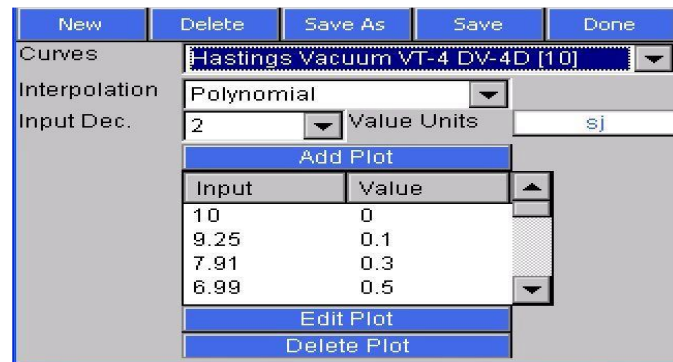 New Delete Save As Save Done
Curves Hastings Vacuum VT-4 DV-4D [10]
Interpolation Polynomial
Input Dec. 2 Value Units sj
Add Plot
Input Value
10 0
9.25 0.1
7.91 0.3
6.99 0.5
Edit Plot
Delete Plot